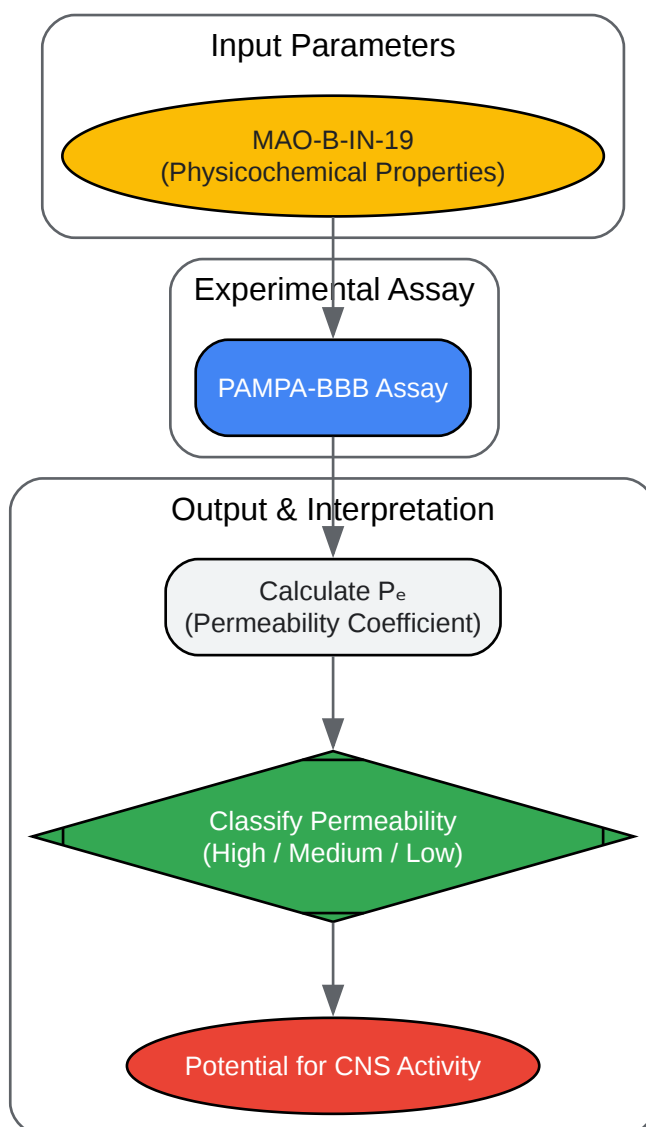 Input Parameters
MAO-B-IN-19
(Physicochemical Properties)
Experimental Assay
PAMPA-BBB Assay
Output & Interpretation
Calculate Pₑ
(Permeability Coefficient)
Classify Permeability
(High / Medium / Low)
Potential for CNS Activity